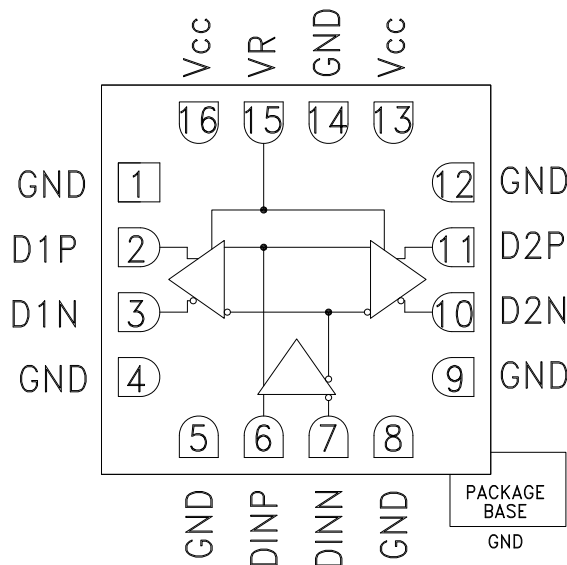 Vcc VR GND Vcc
16 15 14 13
GND 1 12 GND
D1P 2 11 D2P
D1N 3 10 D2N
GND 4 9 GND
5 6 7 8
GND DINP DINN GND
PACKAGE
BASE
GND